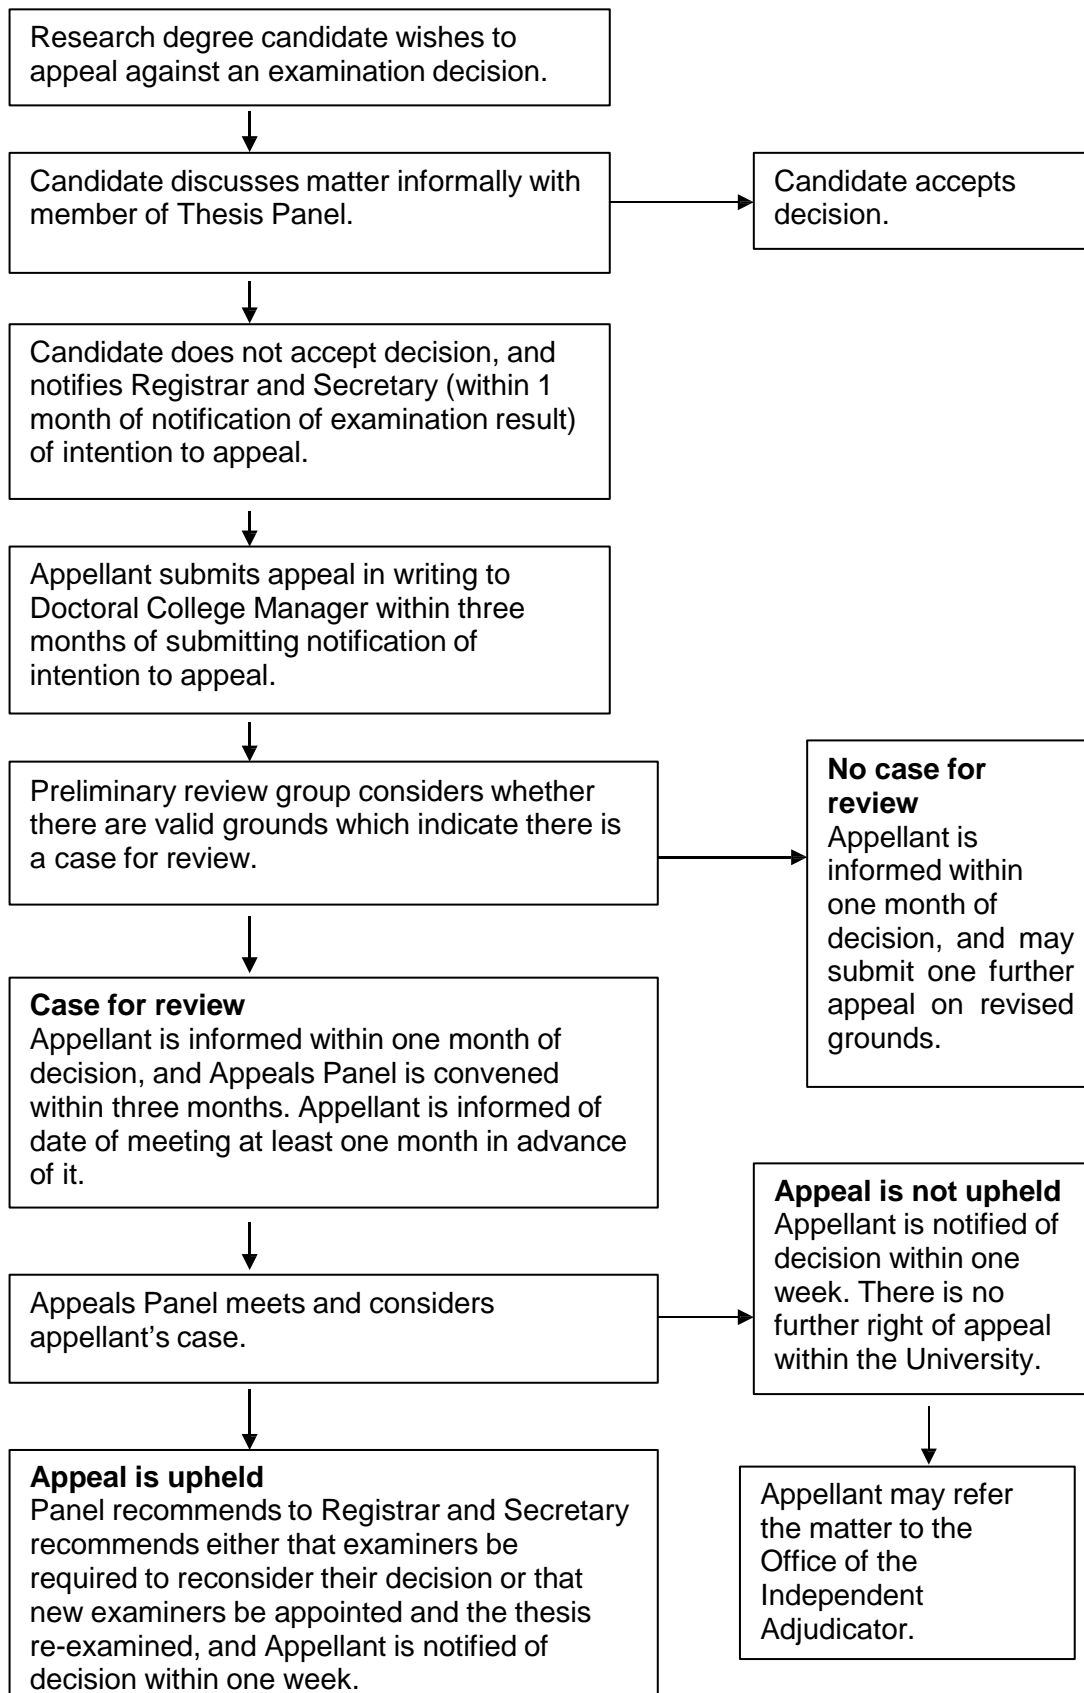 Research degree candidate wishes to
appeal against an examination decision.
Candidate discusses matter informally with
member of Thesis Panel.
Candidate accepts
decision.
Candidate does not accept decision, and
notifies Registrar and Secretary (within 1
month of notification of examination result)
of intention to appeal.
Appellant submits appeal in writing to
Doctoral College Manager within three
months of submitting notification of
intention to appeal.
Preliminary review group considers whether
there are valid grounds which indicate there is
a case for review.
No case for
review
Appellant is
informed within
one month of
decision, and may
submit one further
appeal on revised
grounds.
Case for review
Appellant is informed within one month of
decision, and Appeals Panel is convened
within three months. Appellant is informed of
date of meeting at least one month in advance
of it.
Appeals Panel meets and considers
appellant’s case.
Appeal is not upheld
Appellant is notified of
decision within one
week. There is no
further right of appeal
within the University.
Appeal is upheld
Panel recommends to Registrar and Secretary
recommends either that examiners be
required to reconsider their decision or that
new examiners be appointed and the thesis
re-examined, and Appellant is notified of
decision within one week.
Appellant may refer
the matter to the
Office of the
Independent
Adjudicator.